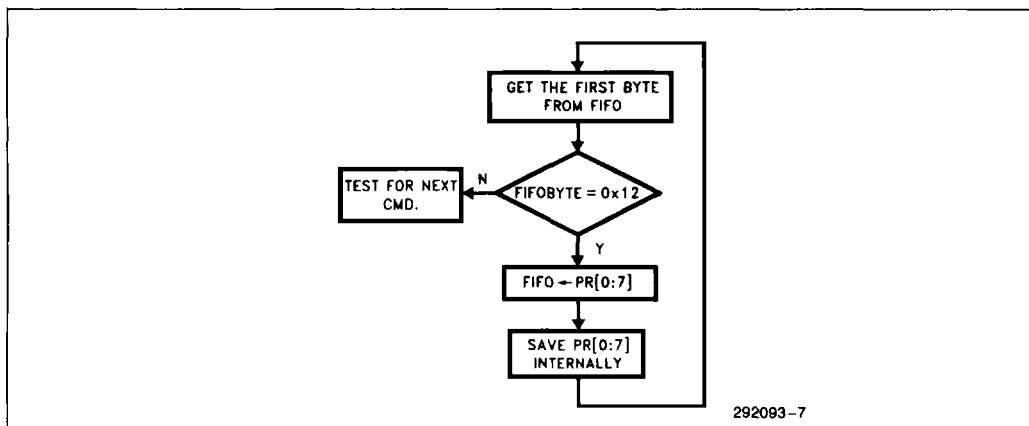 GET THE FIRST BYTE
FROM FIFO
FIFOBYTE = 0x12
N
TEST FOR NEXT
CMD.
Y
FIFO ← PR[0:7]
SAVE PR[0:7]
INTERNALLY
292093-7